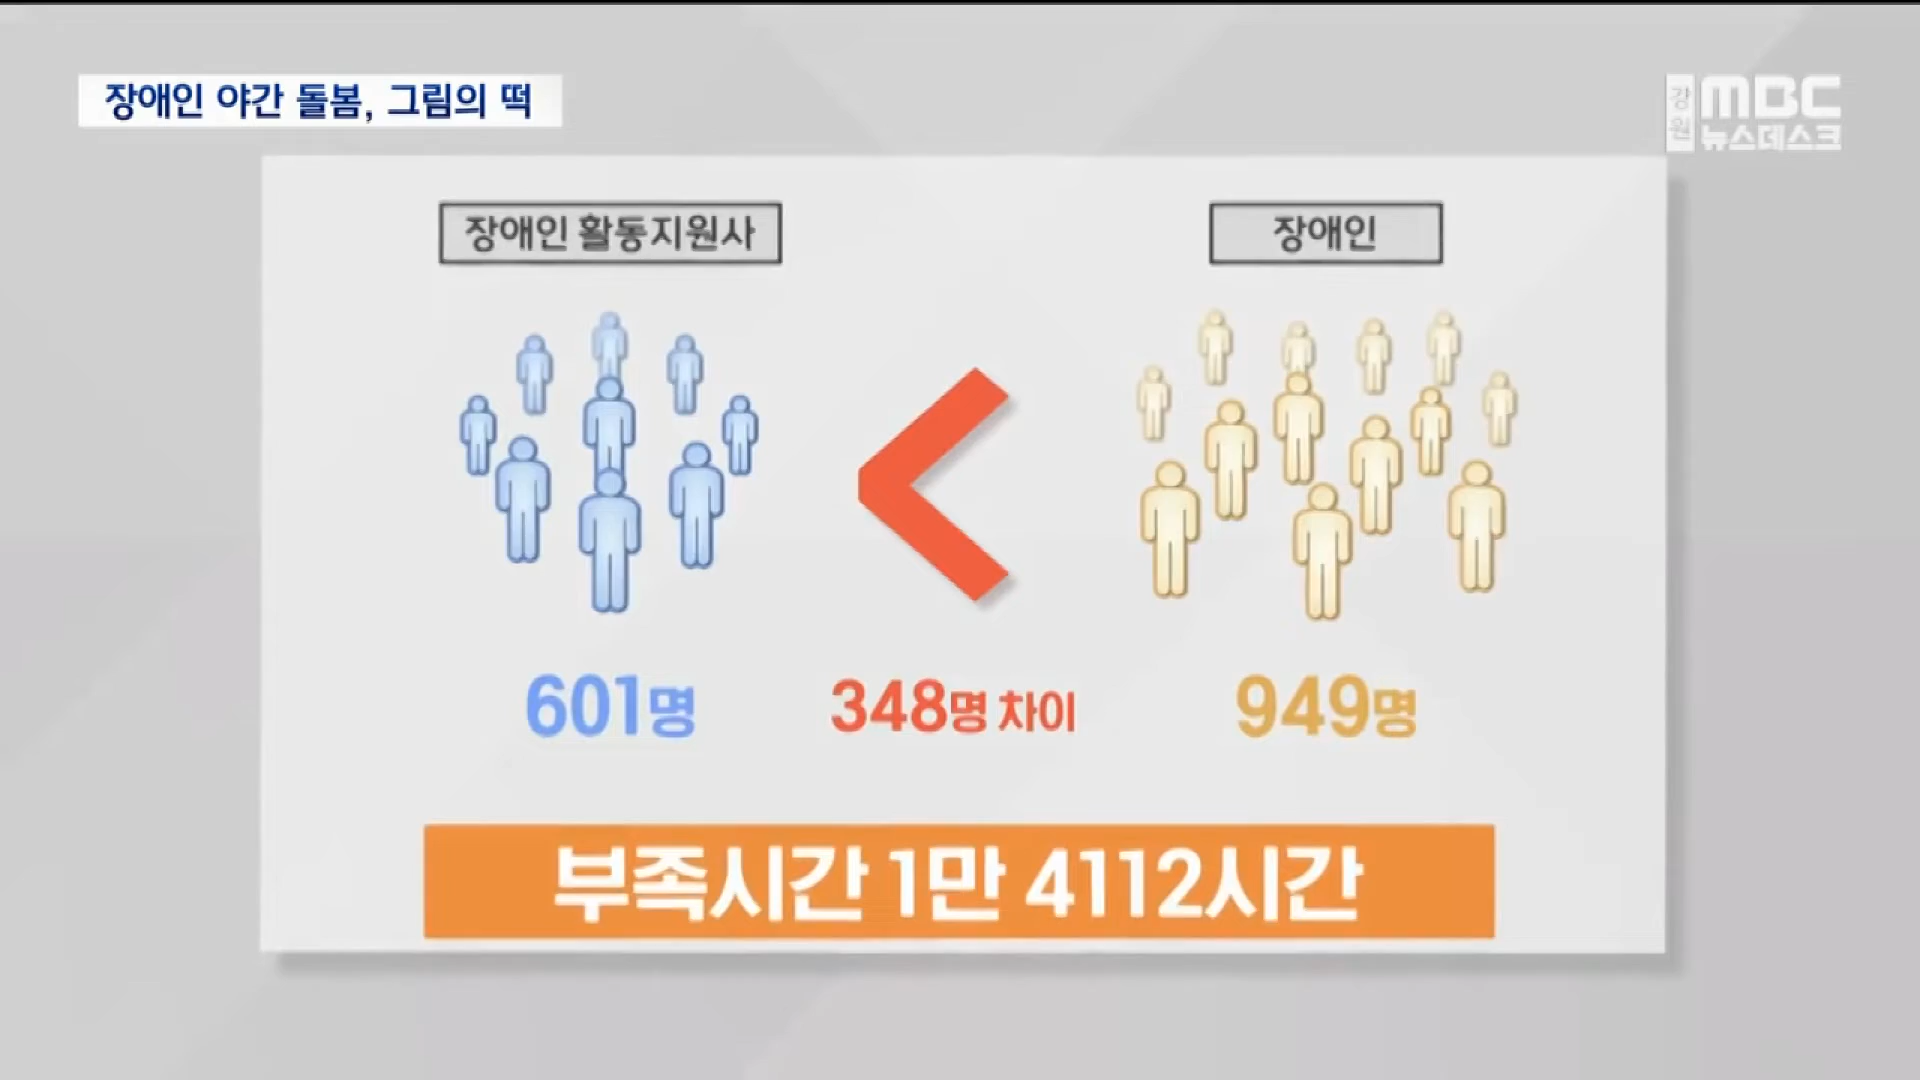 장애인 야간 돌봄, 그림의 떡
강원
MBC
뉴스데스크
장애인 활동지원사
장애인
601명
348명 차이
949명
부족시간 1만 4112시간